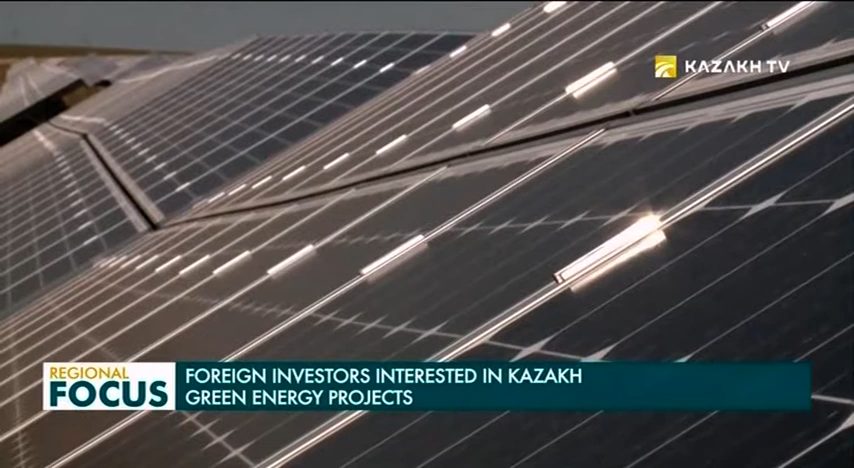 KAZAKH TV
REGIONAL
FOCUS
FOREIGN INVESTORS INTERESTED IN KAZAKH
GREEN ENERGY PROJECTS